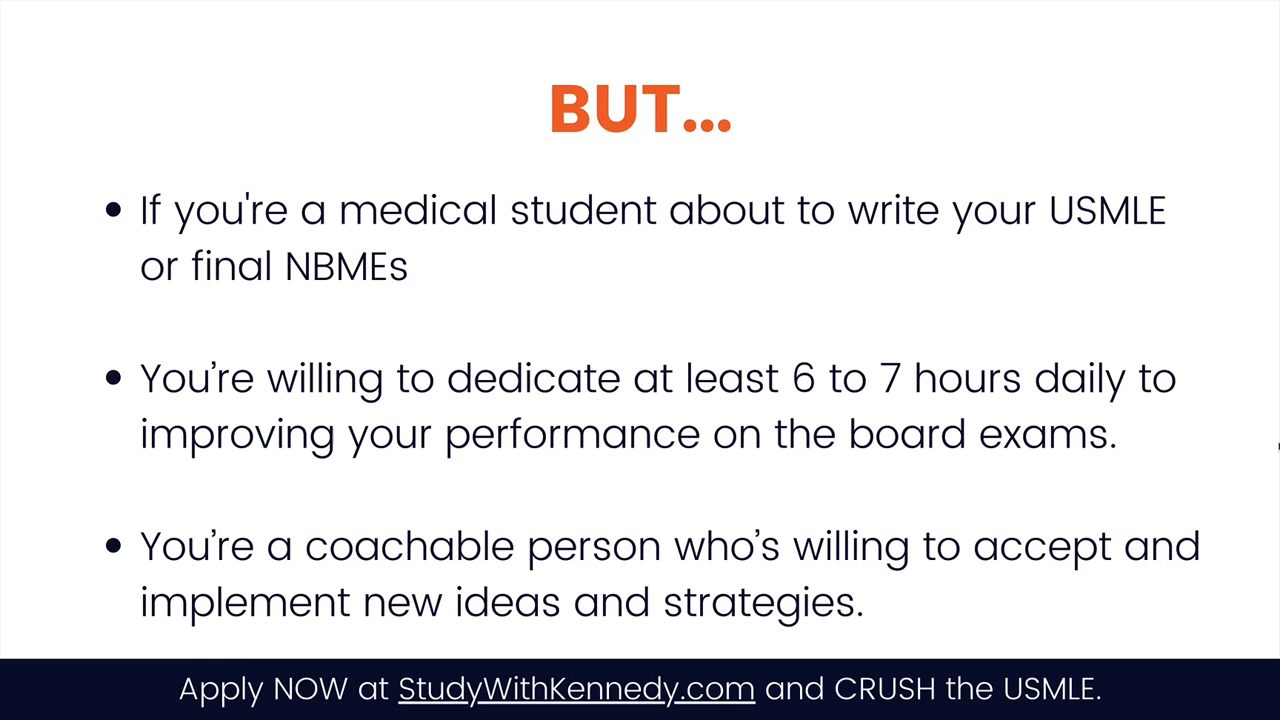 BUT...
• If you're a medical student about to write your USMLE
or final NBMEs
• You’re willing to dedicate at least 6 to 7 hours daily to
improving your performance on the board exams.
• You’re a coachable person who’s willing to accept and
implement new ideas and strategies.
Apply NOW at StudyWithKennedy.com and CRUSH the USMLE.